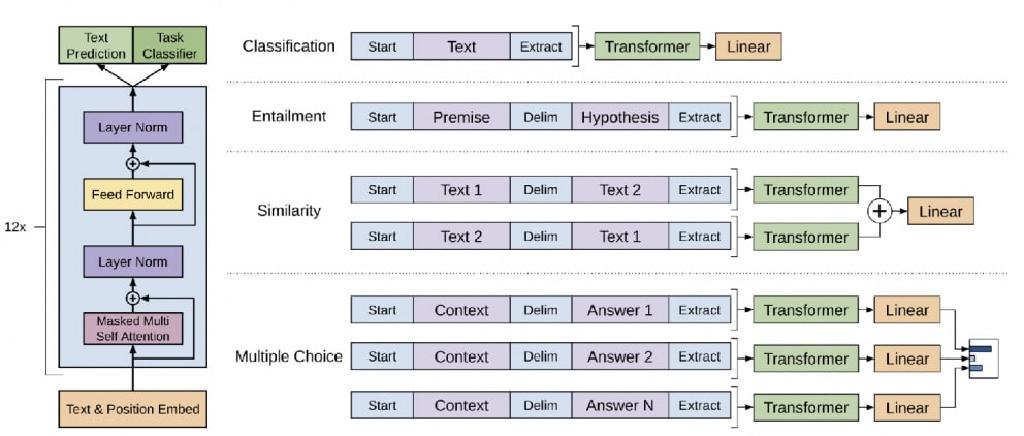 Text
Prediction
Task
Classifier
Layer Norm
+
Feed Forward
12x
Layer Norm
+
Masked Multi
Self Attention
Text & Position Embed
Classification
Start Text Extract Transformer Linear
Entailment
Start Premise Delim Hypothesis Extract Transformer Linear
Similarity
Start Text 1 Delim Text 2 Extract Transformer
+ Linear
Start Text 2 Delim Text 1 Extract Transformer
Multiple Choice
Start Context Delim Answer 1 Extract Transformer Linear
Start Context Delim Answer 2 Extract Transformer Linear
Start Context Delim Answer N Extract Transformer Linear